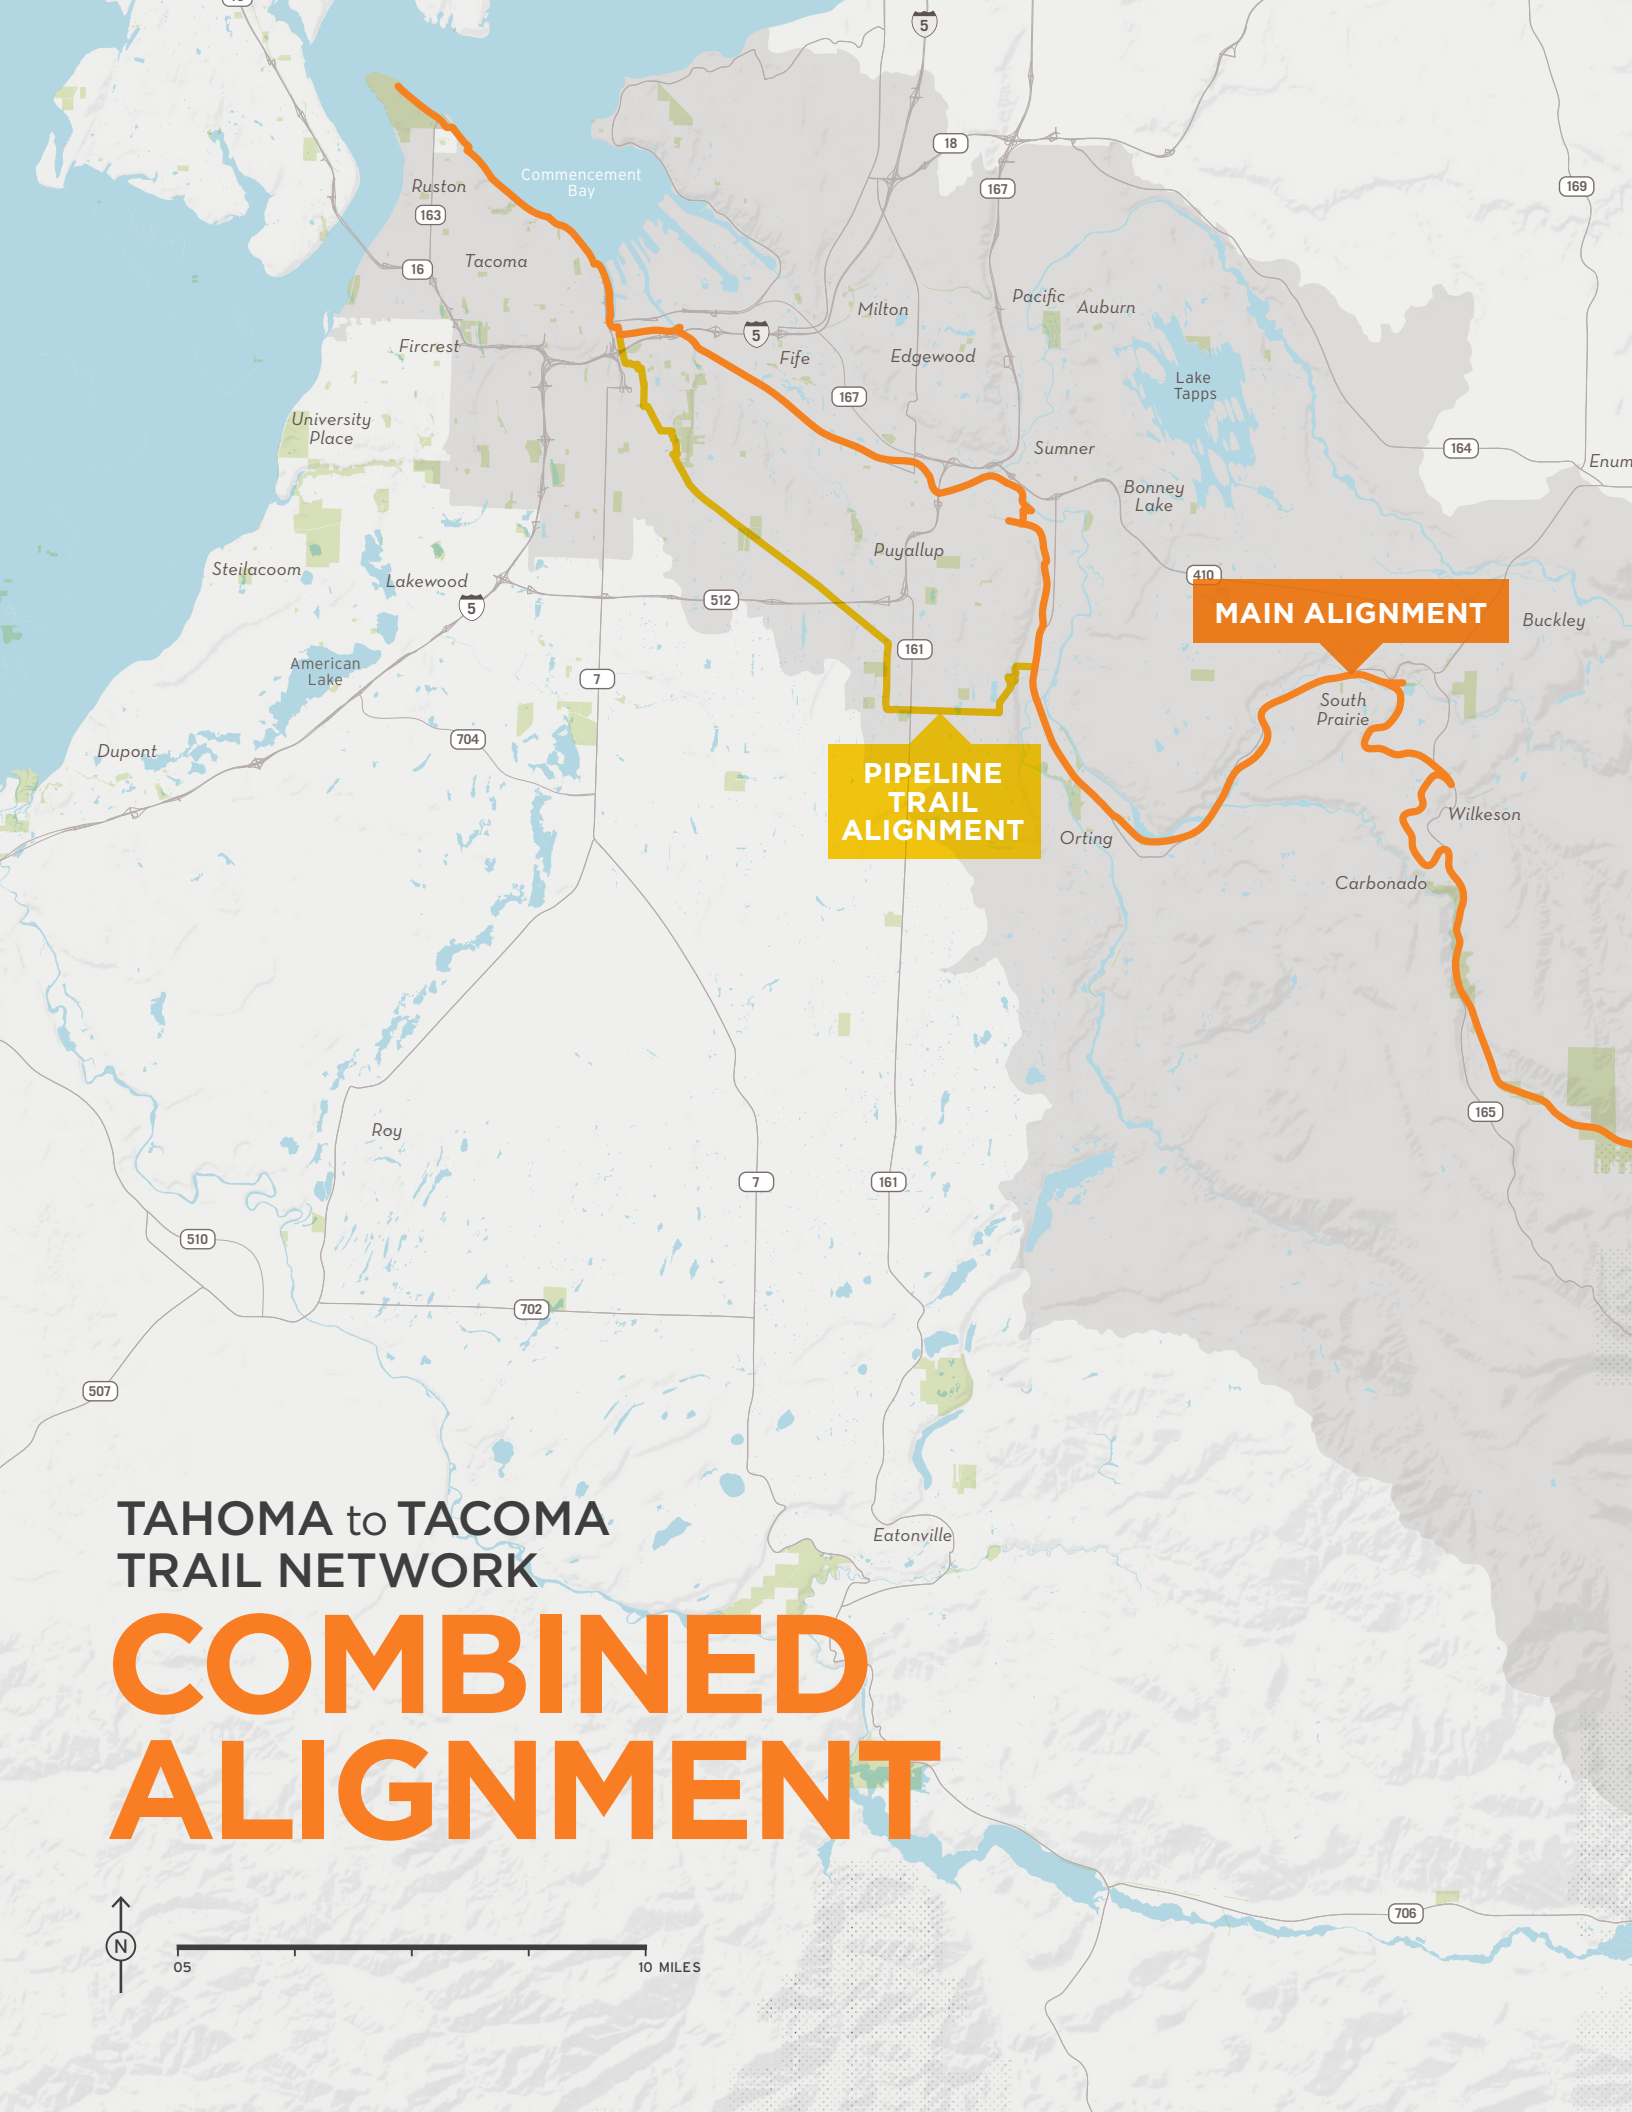 5
18
167
169
Commencement
Bay
Ruston
163
Tacoma
16
Pacific
Auburn
Milton
5
Fircrest
Fife
Edgewood
Lake
Tapps
167
University
Place
Sumner
164
Enum
Bonney
Lake
Puyallup
Steilacoom
Lakewood
410
5
512
MAIN ALIGNMENT
Buckley
161
American
Lake
7
South
Prairie
704
Dupont
PIPELINE
TRAIL
ALIGNMENT
Wilkeson
Orting
Carbonado
165
Roy
7
161
510
702
507
TAHOMA to TACOMA
TRAIL NETWORK
Eatonville
COMBINED
ALIGNMENT
706
N
05
10 MILES